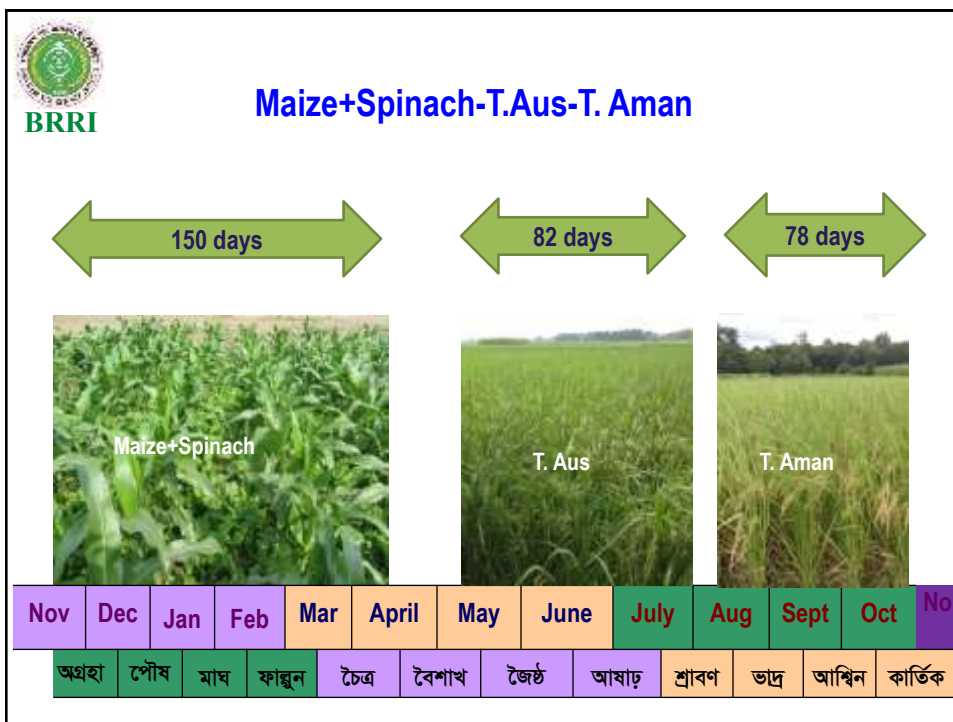 BRRI
Maize+Spinach-T.Aus-T. Aman
150 days
82 days
78 days
Maize+Spinach
T. Aus
T. Aman
Nov Dec Jan Feb Mar April May June July Aug Sept Oct No
অগ্রহা পৌষ মাঘ ফাল্গুন চৈত্র বৈশাখ জৈষ্ঠ আষাঢ় শ্রাবণ ভাদ্র আশ্বিন কার্তিক